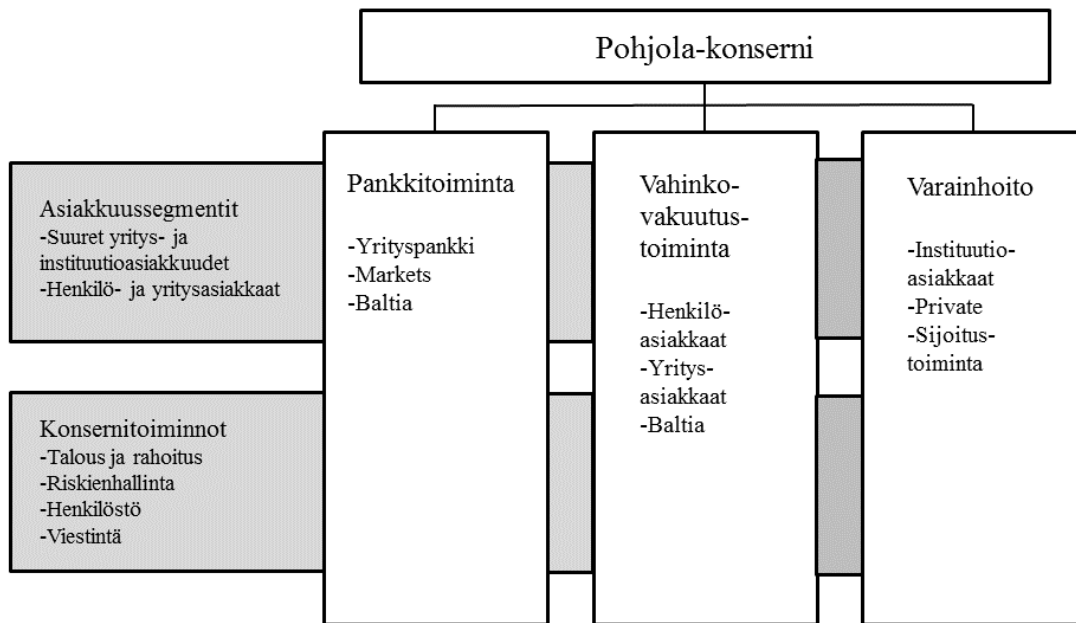 Pohjola-konserni
Asiakkuussegmentit
-Suuret yritys- ja
instituutioasiakkuudet
-Henkilö- ja yritysasiakkaat
Konsernitoiminnot
-Talous ja rahoitus
-Riskienhallinta
-Henkilöstö
-Viestintä
Pankkitoiminta
-Yrityspankki
-Markets
-Baltia
Vahinko-
vakuutus-
toiminta
-Henkilö-
asiakkaat
-Yritys-
asiakkaat
-Baltia
Varainhoito
-Instituutio-
asiakkaat
-Private
-Sijoitus-
toiminta